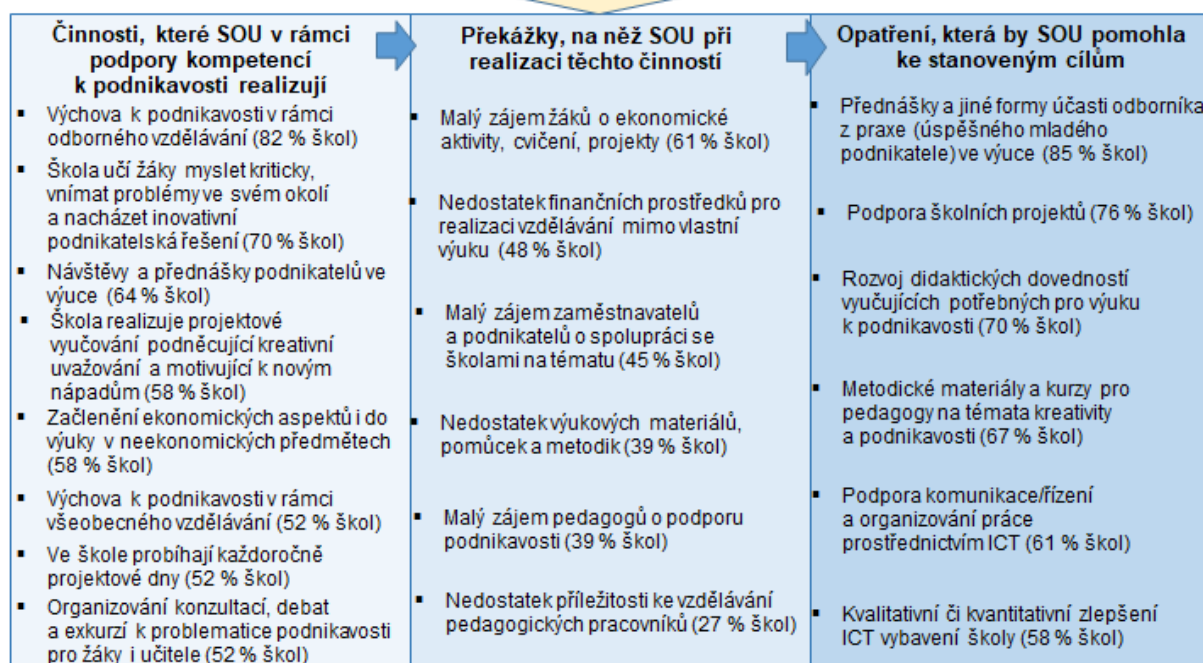 Činnosti, které SOU v rámci
podpory kompetencí
k podnikavosti realizují
▪ Výchova k podnikavosti v rámci
odborného vzdělávání (82 % škol)
▪ Škola učí žáky myslet kriticky,
vnímat problémy ve svém okolí
a nacházet inovativní
podnikatelská řešení (70 % škol)
▪ Návštěvy a přednášky podnikatelů ve
výuce (64 % škol)
▪ Škola realizuje projektové
vyučování podněcující kreativní
uvažování a motivující k novým
nápadům (58 % škol)
▪ Začlenění ekonomických aspektů i do
výuky v neekonomických předmětech
(58 % škol)
▪ Výchova k podnikavosti v rámci
všeobecného vzdělávání (52 % škol)
▪ Ve škole probíhají každoročně
projektové dny (52 % škol)
▪ Organizování konzultací, debat
a exkurzí k problematice podnikavosti
pro žáky i učitele (52 % škol)
Překážky, na něž SOU při
realizaci těchto činností
▪ Malý zájem žáků o ekonomické
aktivity, cvičení, projekty (61 % škol)
▪ Nedostatek finančních prostředků pro
realizaci vzdělávání mimo vlastní
výuku (48 % škol)
▪ Malý zájem zaměstnavatelů
a podnikatelů o spolupráci se
školami na tématu (45 % škol)
▪ Nedostatek výukových materiálů,
pomůcek a metodik (39 % škol)
▪ Malý zájem pedagogů o podporu
podnikavosti (39 % škol)
▪ Nedostatek příležitosti ke vzdělávání
pedagogických pracovníků (27 % škol)
Opatření, která by SOU pomohla
ke stanoveným cílům
▪ Přednášky a jiné formy účasti odborníka
z praxe (úspěšného mladého
podnikatele) ve výuce (85 % škol)
▪ Podpora školních projektů (76 % škol)
▪ Rozvoj didaktických dovedností
vyučujících potřebných pro výuku
k podnikavosti (70 % škol)
▪ Metodické materiály a kurzy pro
pedagogy na témata kreativity
a podnikavosti (67 % škol)
▪ Podpora komunikace/řízení
a organizování práce
prostřednictvím ICT (61 % škol)
▪ Kvalitativní či kvantitativní zlepšení
ICT vybavení školy (58 % škol)